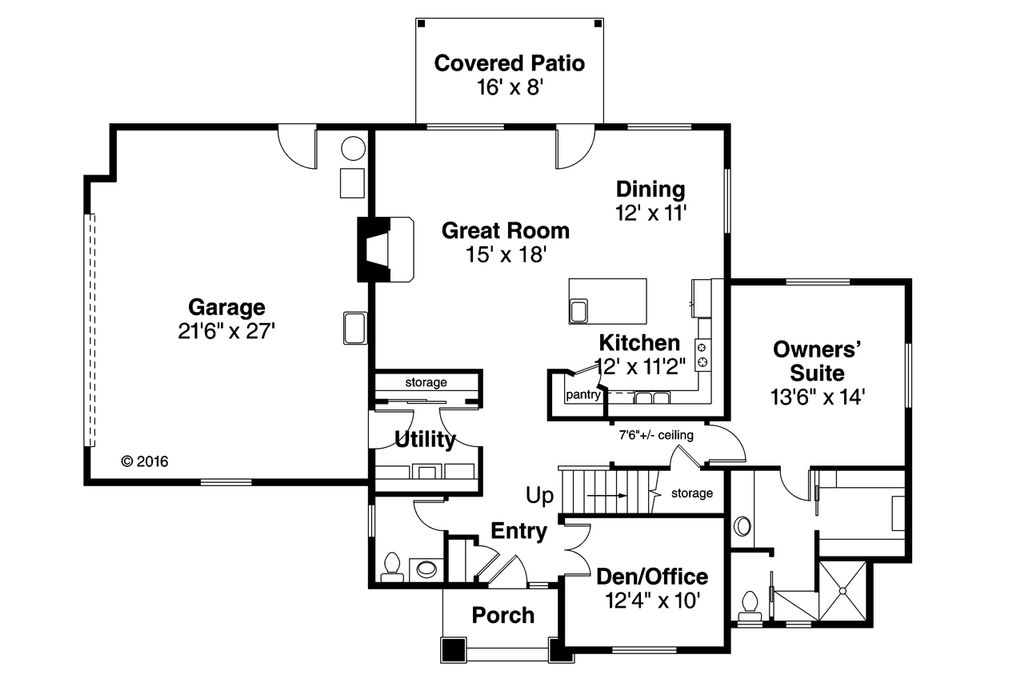 Covered Patio
16' x 8'
Dining
12' x 11'
Great Room
15' x 18'
Garage
21'6" x 27'
Kitchen
12' x 11'2"
Owners'
Suite
13'6" x 14'
storage
pantry
Utility
7'6"+/- ceiling
© 2016
Up
storage
Entry
Den/Office
12'4" x 10'
Porch